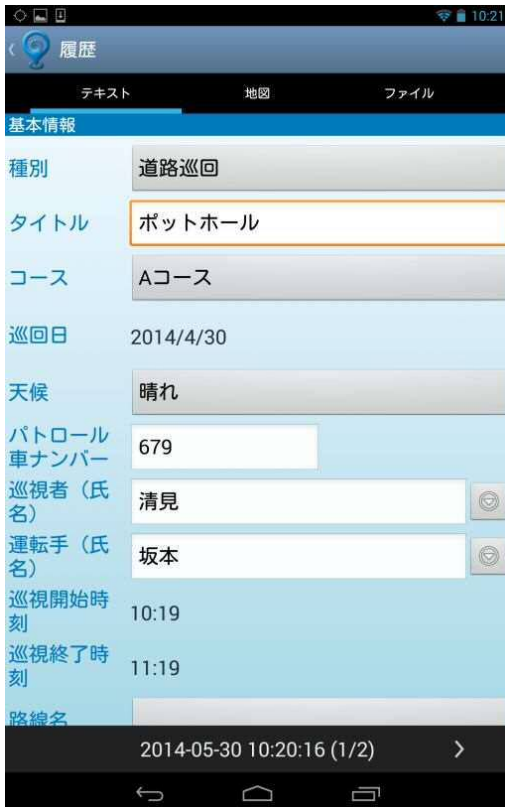 10:21
履歴
テキスト 地図 ファイル
基本情報
種別 道路巡回
タイトル ポットホール
コース Aコース
巡回日 2014/4/30
天候 晴れ
パトロール
車ナンバー 679
巡視者（氏
名） 清見
運転手（氏
名） 坂本
巡視開始時
刻 10:19
巡視終了時
刻 11:19
路線名
2014-05-30 10:20:16 (1/2)